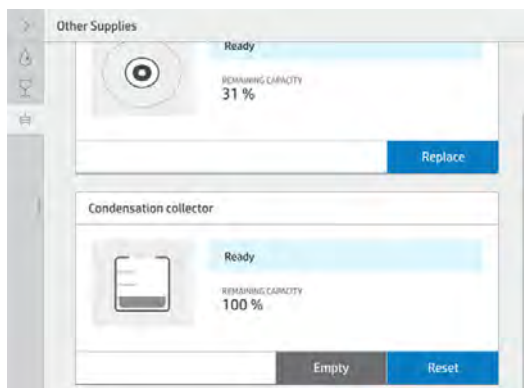 Other Supplies
Ready
REMAINING CAPACITY
31 %
Replace
Condensation collector
Ready
REMAINING CAPACITY
100 %
Empty
Reset